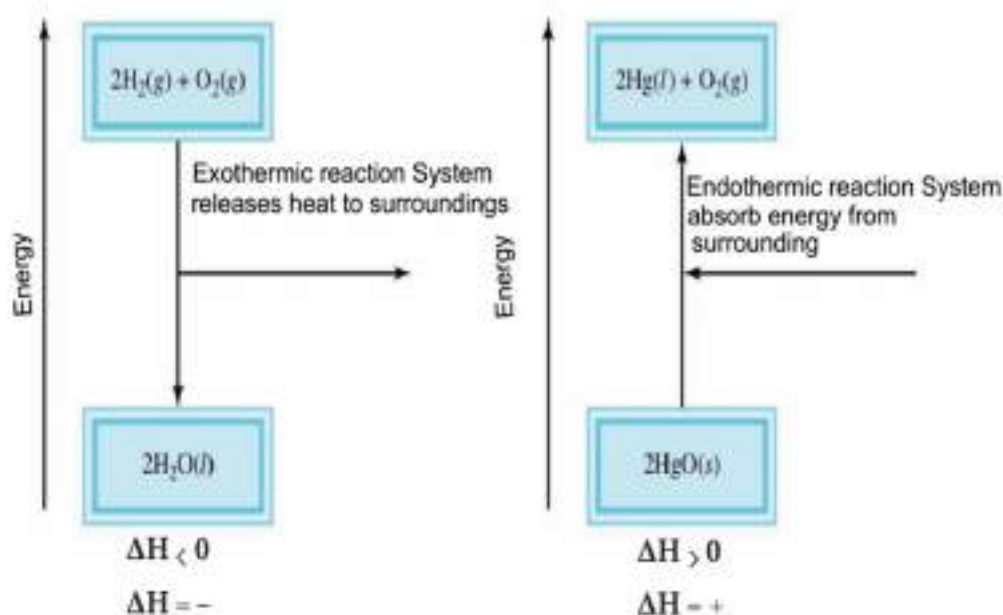 2H₂(g) + O₂(g)
Exothermic reaction System
releases heat to surroundings
Energy
2H₂O(l)
ΔH < 0
ΔH = −
2Hg(l) + O₂(g)
Endothermic reaction System
absorb energy from
surrounding
Energy
2HgO(s)
ΔH > 0
ΔH = +